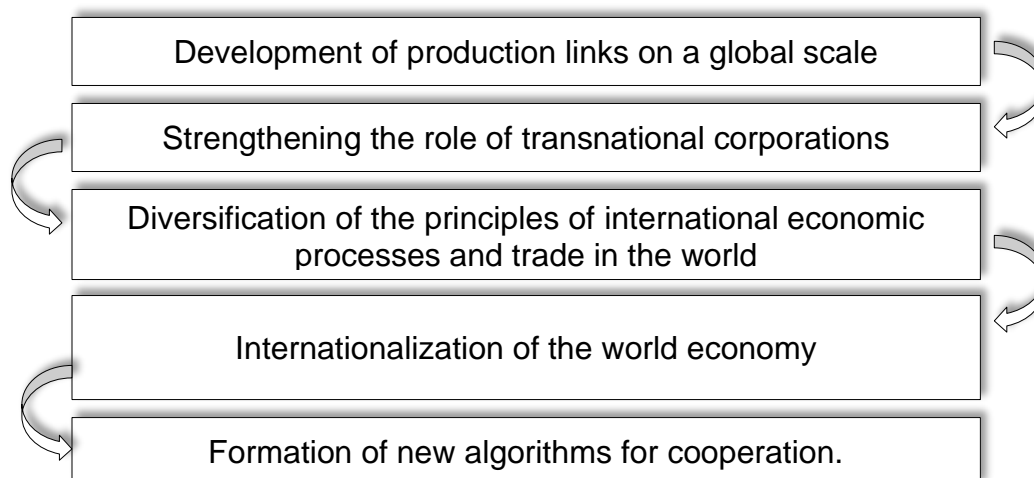 Development of production links on a global scale
Strengthening the role of transnational corporations
Diversification of the principles of international economic
processes and trade in the world
Internationalization of the world economy
Formation of new algorithms for cooperation.